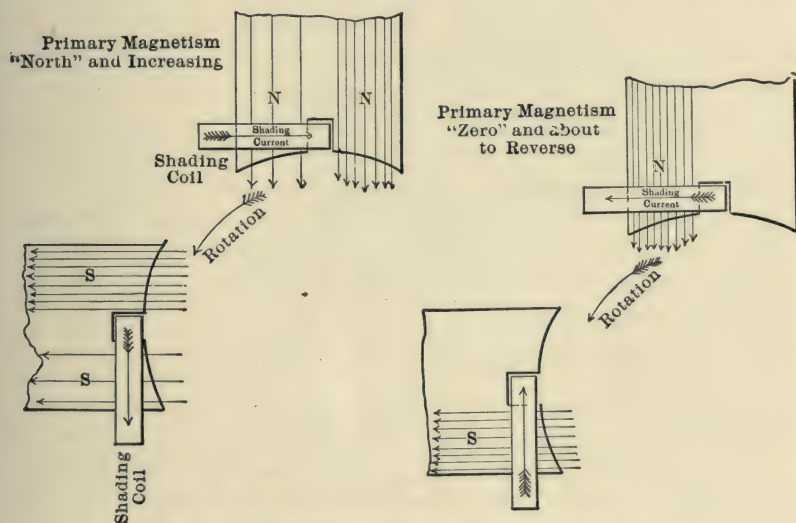 Primary Magnetism
"North" and Increasing
N
N
Shading
Current
Shading
Coil
Rotation
S
S
Shading
Coil
Primary Magnetism
"Zero" and about
to Reverse
N
Shading
Current
Rotation
S